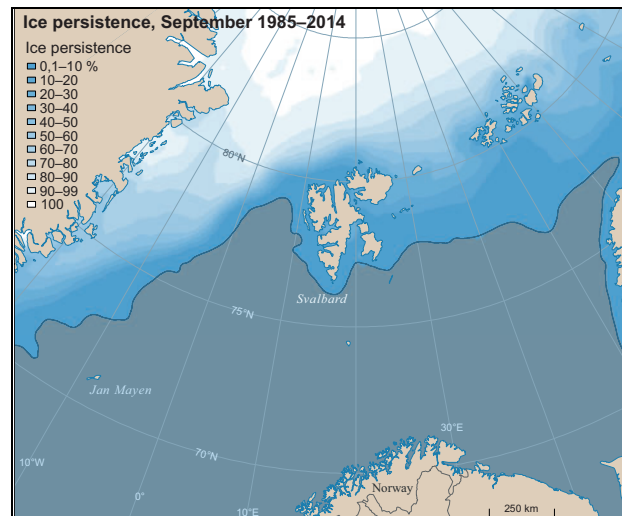 Ice persistence, September 1985–2014
Ice persistence
0,1–10 %
10–20
20–30
30–40
40–50
50–60
60–70
70–80
80–90
90–99
100
80°N
Svalbard
75°N
Jan Mayen
70°N
30°E
10°W
Norway
0°
10°E
250 km